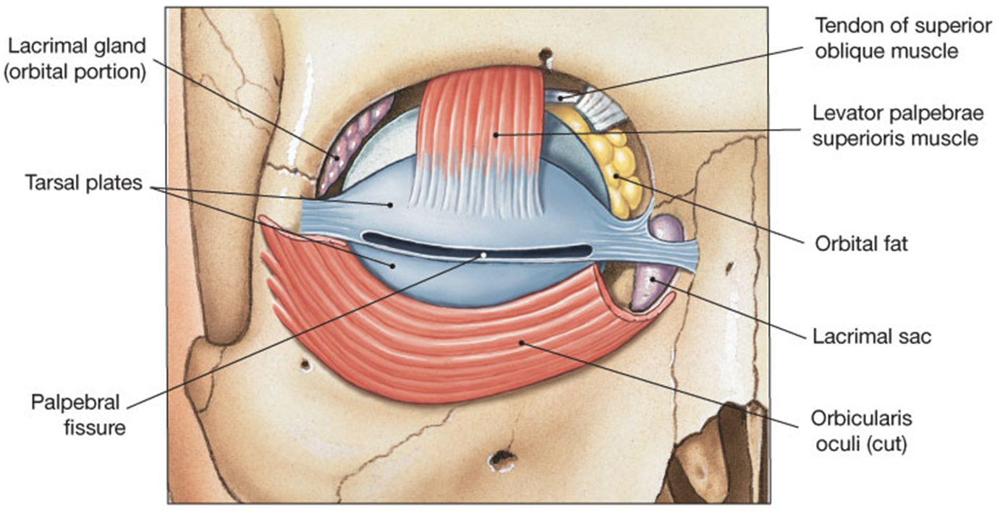 Lacrimal gland
(orbital portion)
Tarsal plates
Palpebral
fissure
Tendon of superior
oblique muscle
Levator palpebrae
superioris muscle
Orbital fat
Lacrimal sac
Orbicularis
oculi (cut)